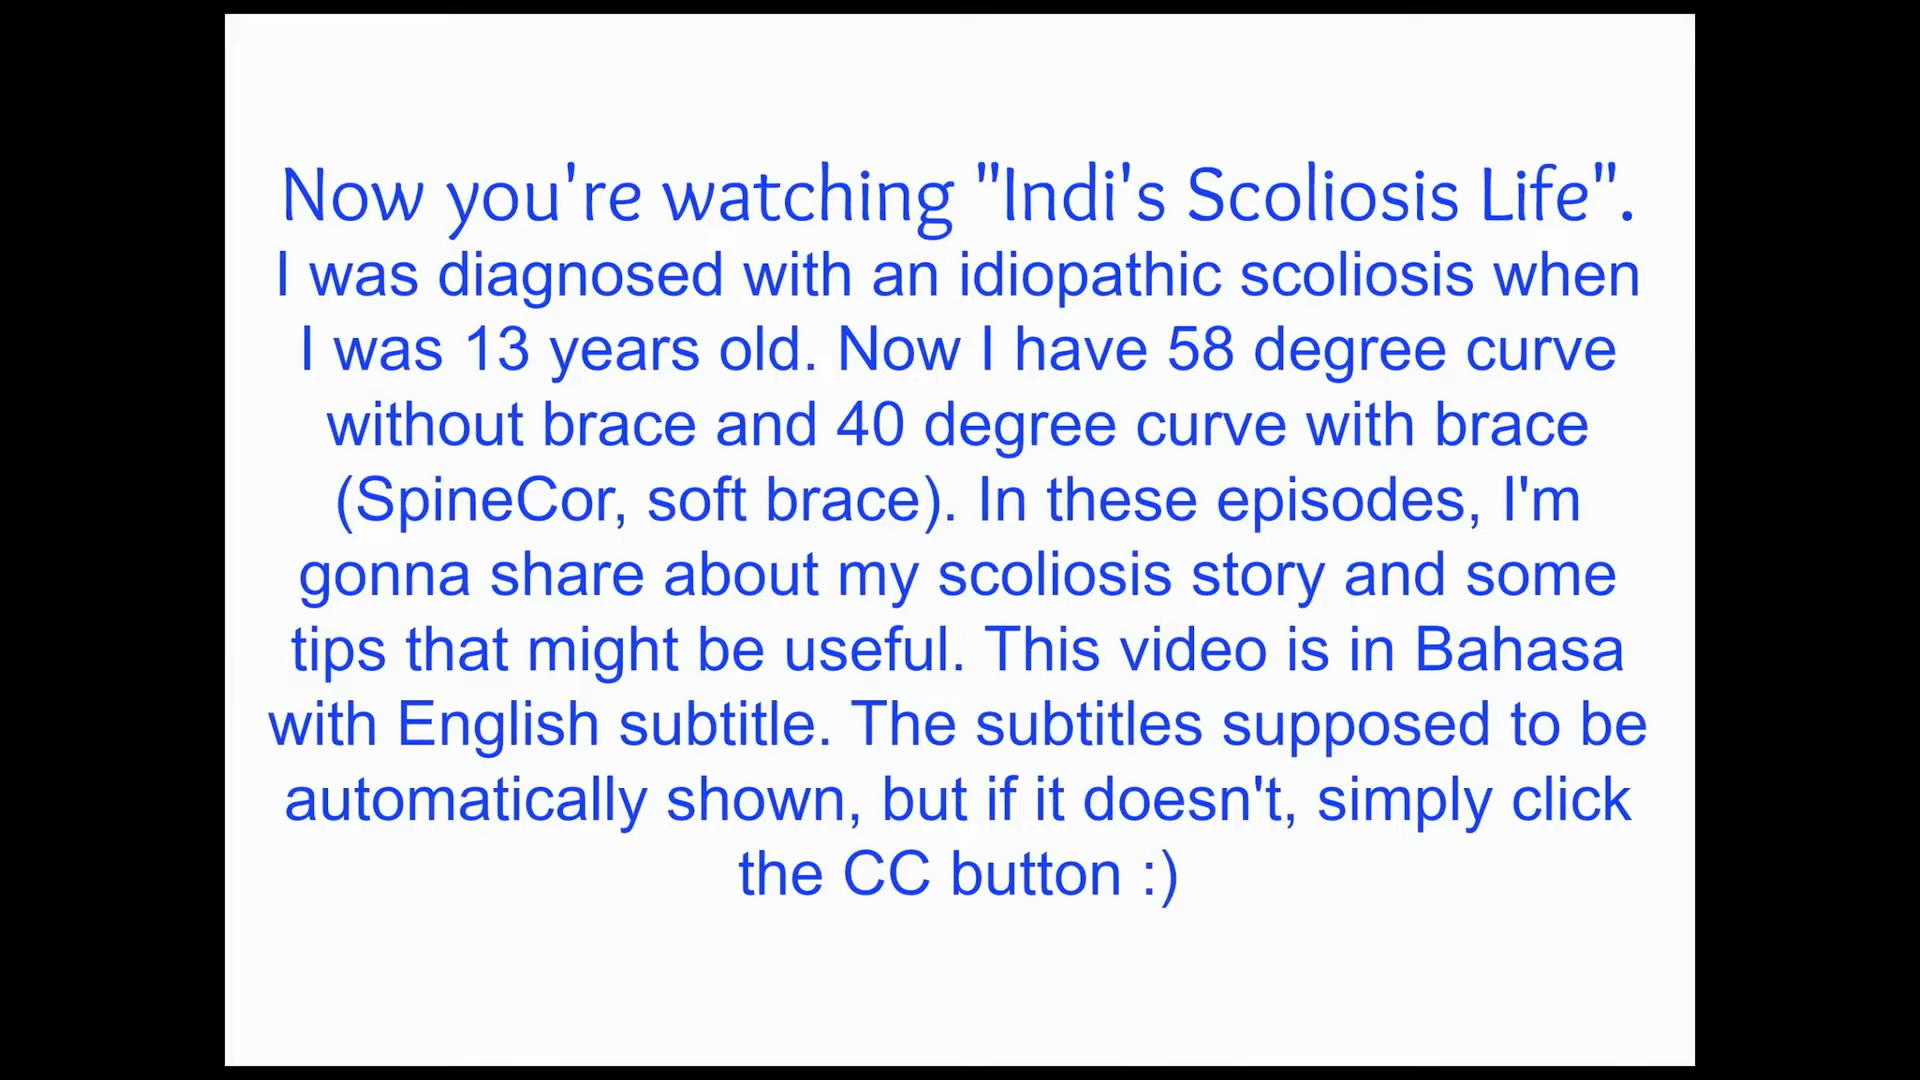 Now you're watching "Indi's Scoliosis Life".
I was diagnosed with an idiopathic scoliosis when
I was 13 years old. Now I have 58 degree curve
without brace and 40 degree curve with brace
(SpineCor, soft brace). In these episodes, I'm
gonna share about my scoliosis story and some
tips that might be useful. This video is in Bahasa
with English subtitle. The subtitles supposed to be
automatically shown, but if it doesn't, simply click
the CC button :)